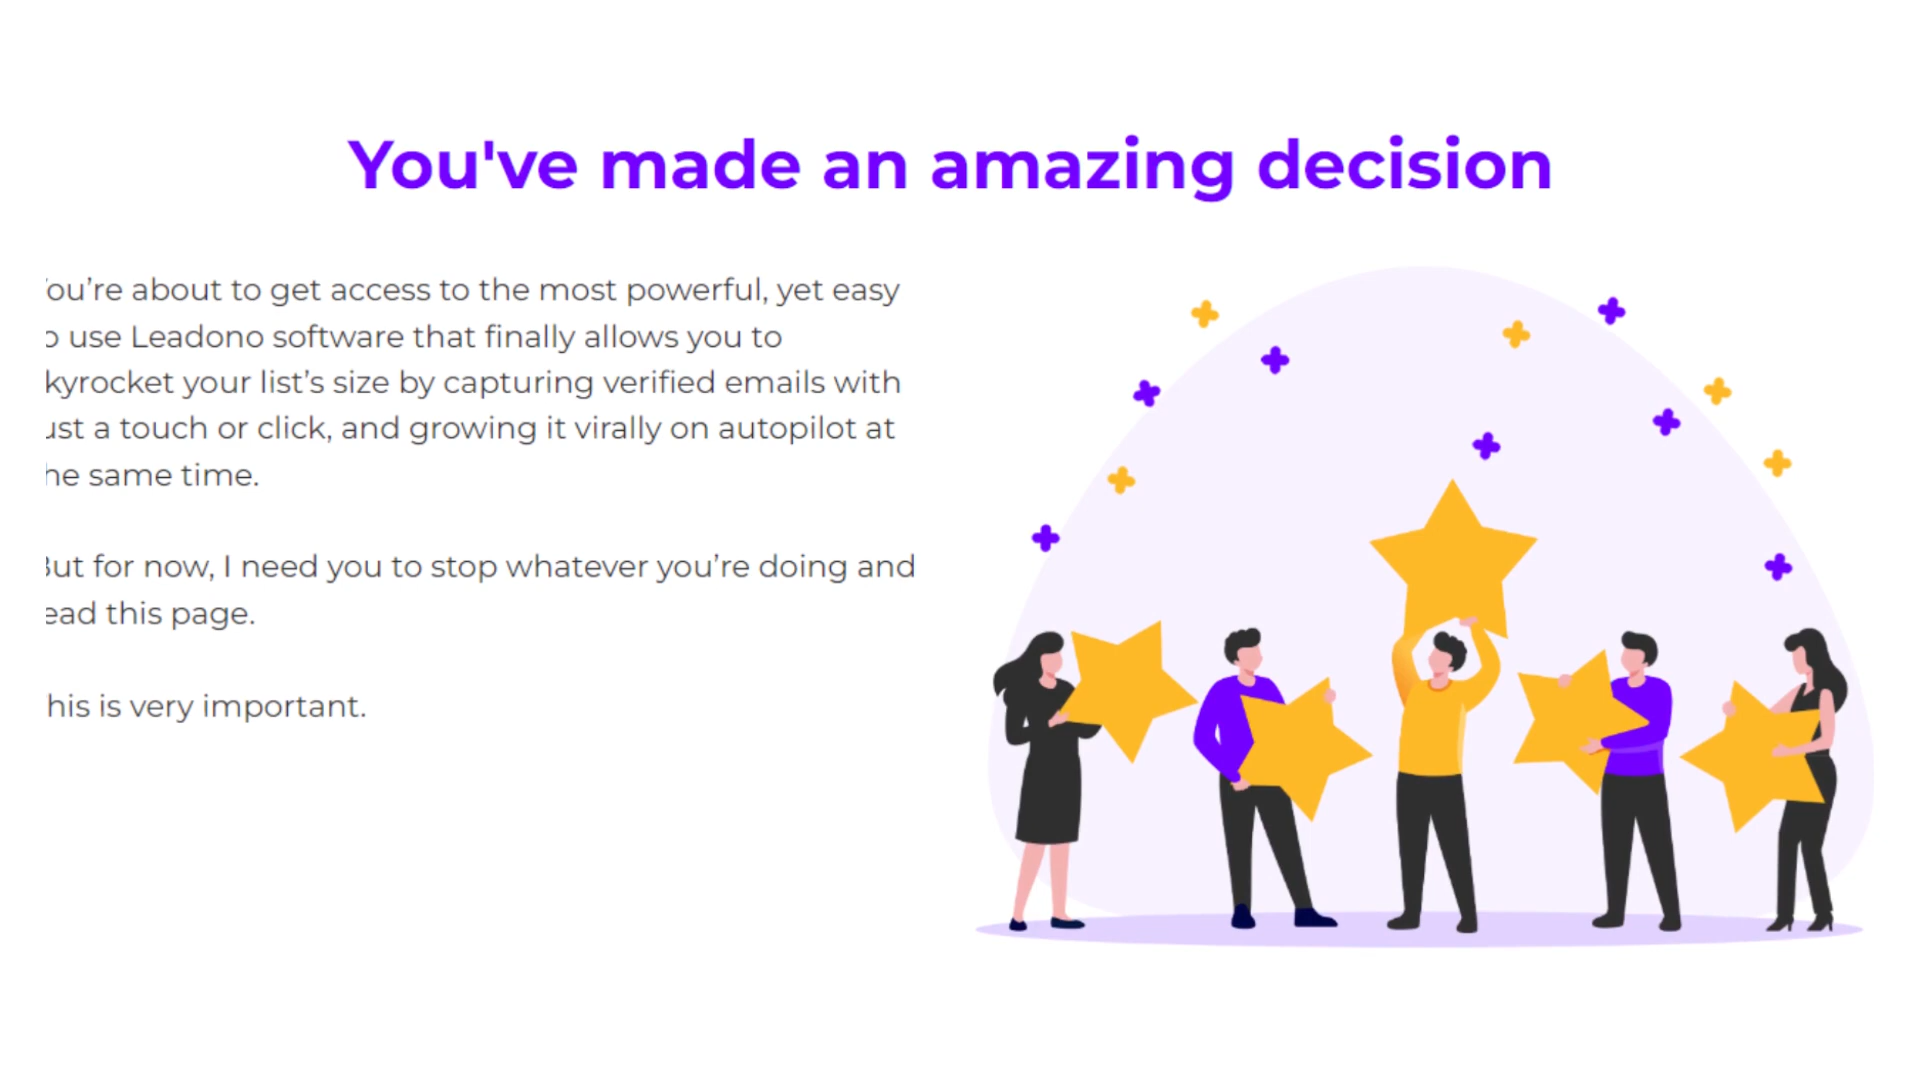 You've made an amazing decision
ou’re about to get access to the most powerful, yet easy
o use Leadono software that finally allows you to
kyrocket your list’s size by capturing verified emails with
ust a touch or click, and growing it virally on autopilot at
he same time.
But for now, I need you to stop whatever you’re doing and
ead this page.
his is very important.